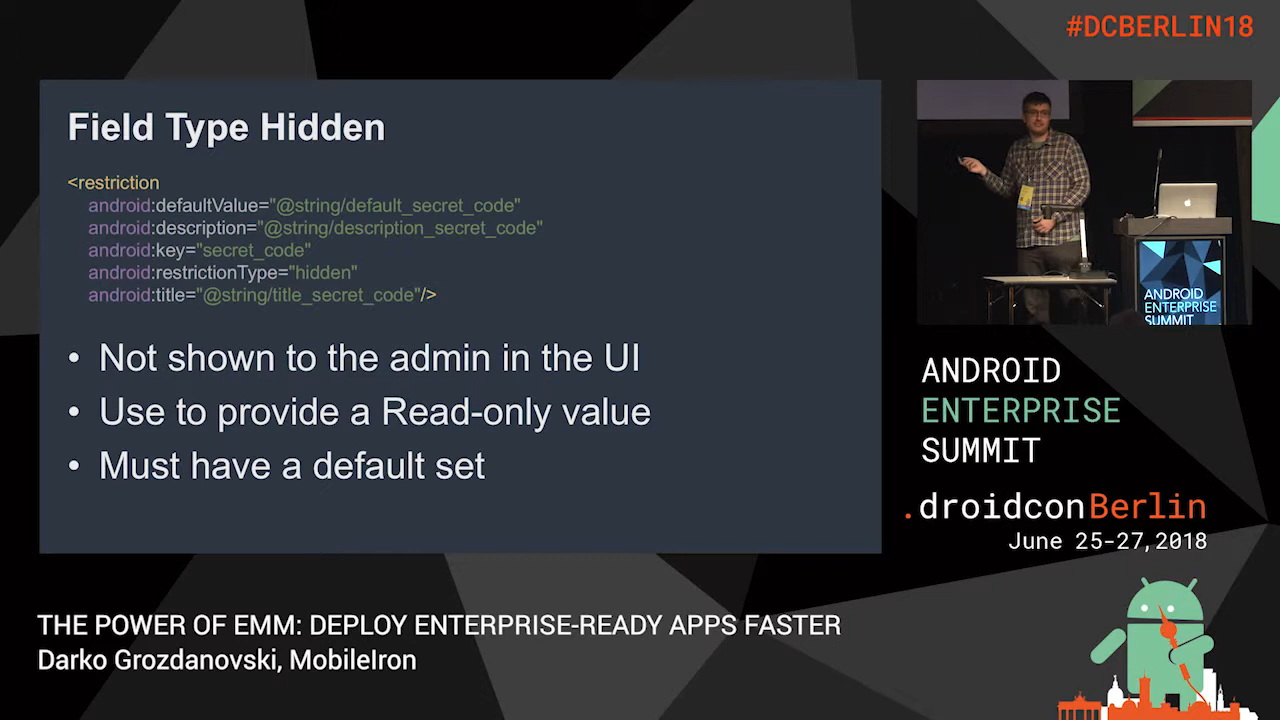 #DCBERLIN18
Field Type Hidden
<restriction
android:defaultValue="@string/default_secret_code"
android:description="@string/description_secret_code"
android:key="secret_code"
android:restrictionType="hidden"
android:title="@string/title_secret_code"/>
• Not shown to the admin in the UI
• Use to provide a Read-only value
• Must have a default set
ANDROID
ENTERPRISE
SUMMIT
ANDROID
ENTERPRISE
SUMMIT
.droidconBerlin
June 25-27,2018
THE POWER OF EMM: DEPLOY ENTERPRISE-READY APPS FASTER
Darko Grozdanovski, MobileIron